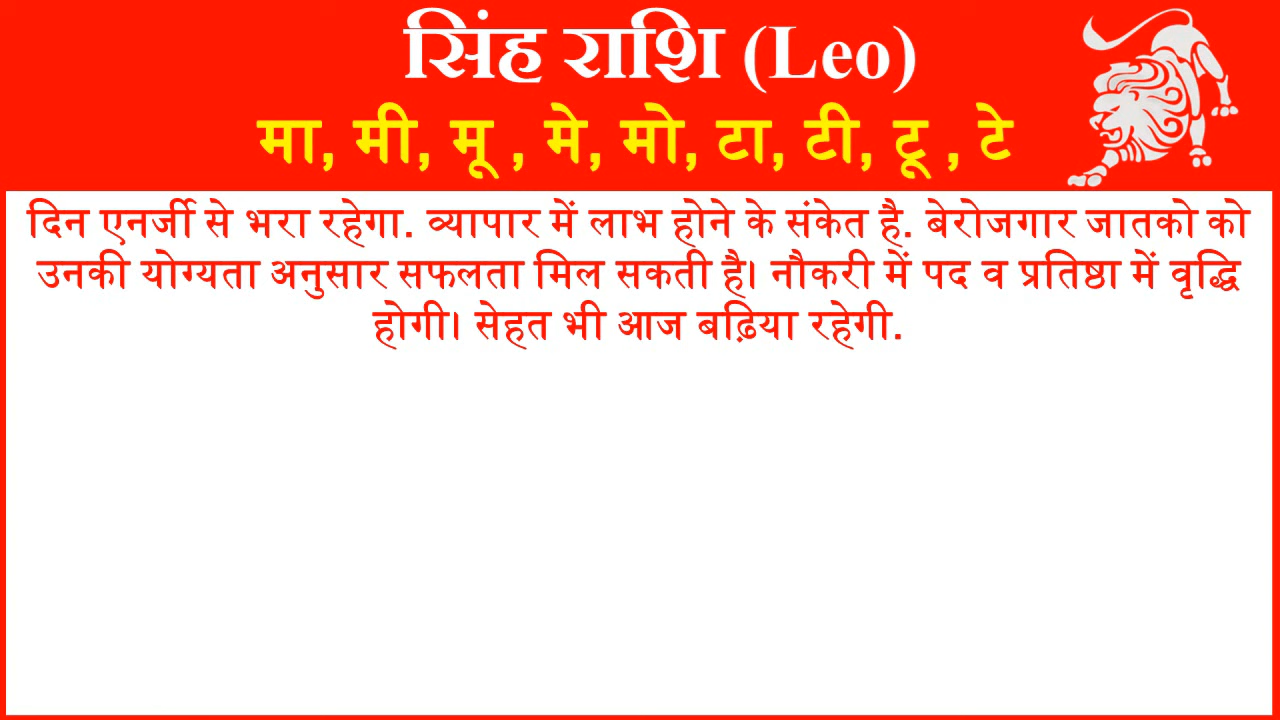 सिंह राशि (Leo)
मा, मी, मू , मे, मो, टा, टी, टू , टे
दिन एनर्जी से भरा रहेगा. व्यापार में लाभ होने के संकेत है. बेरोजगार जातको को
उनकी योग्यता अनुसार सफलता मिल सकती है। नौकरी में पद व प्रतिष्ठा में वृद्धि
होगी। सेहत भी आज बढ़िया रहेगी.